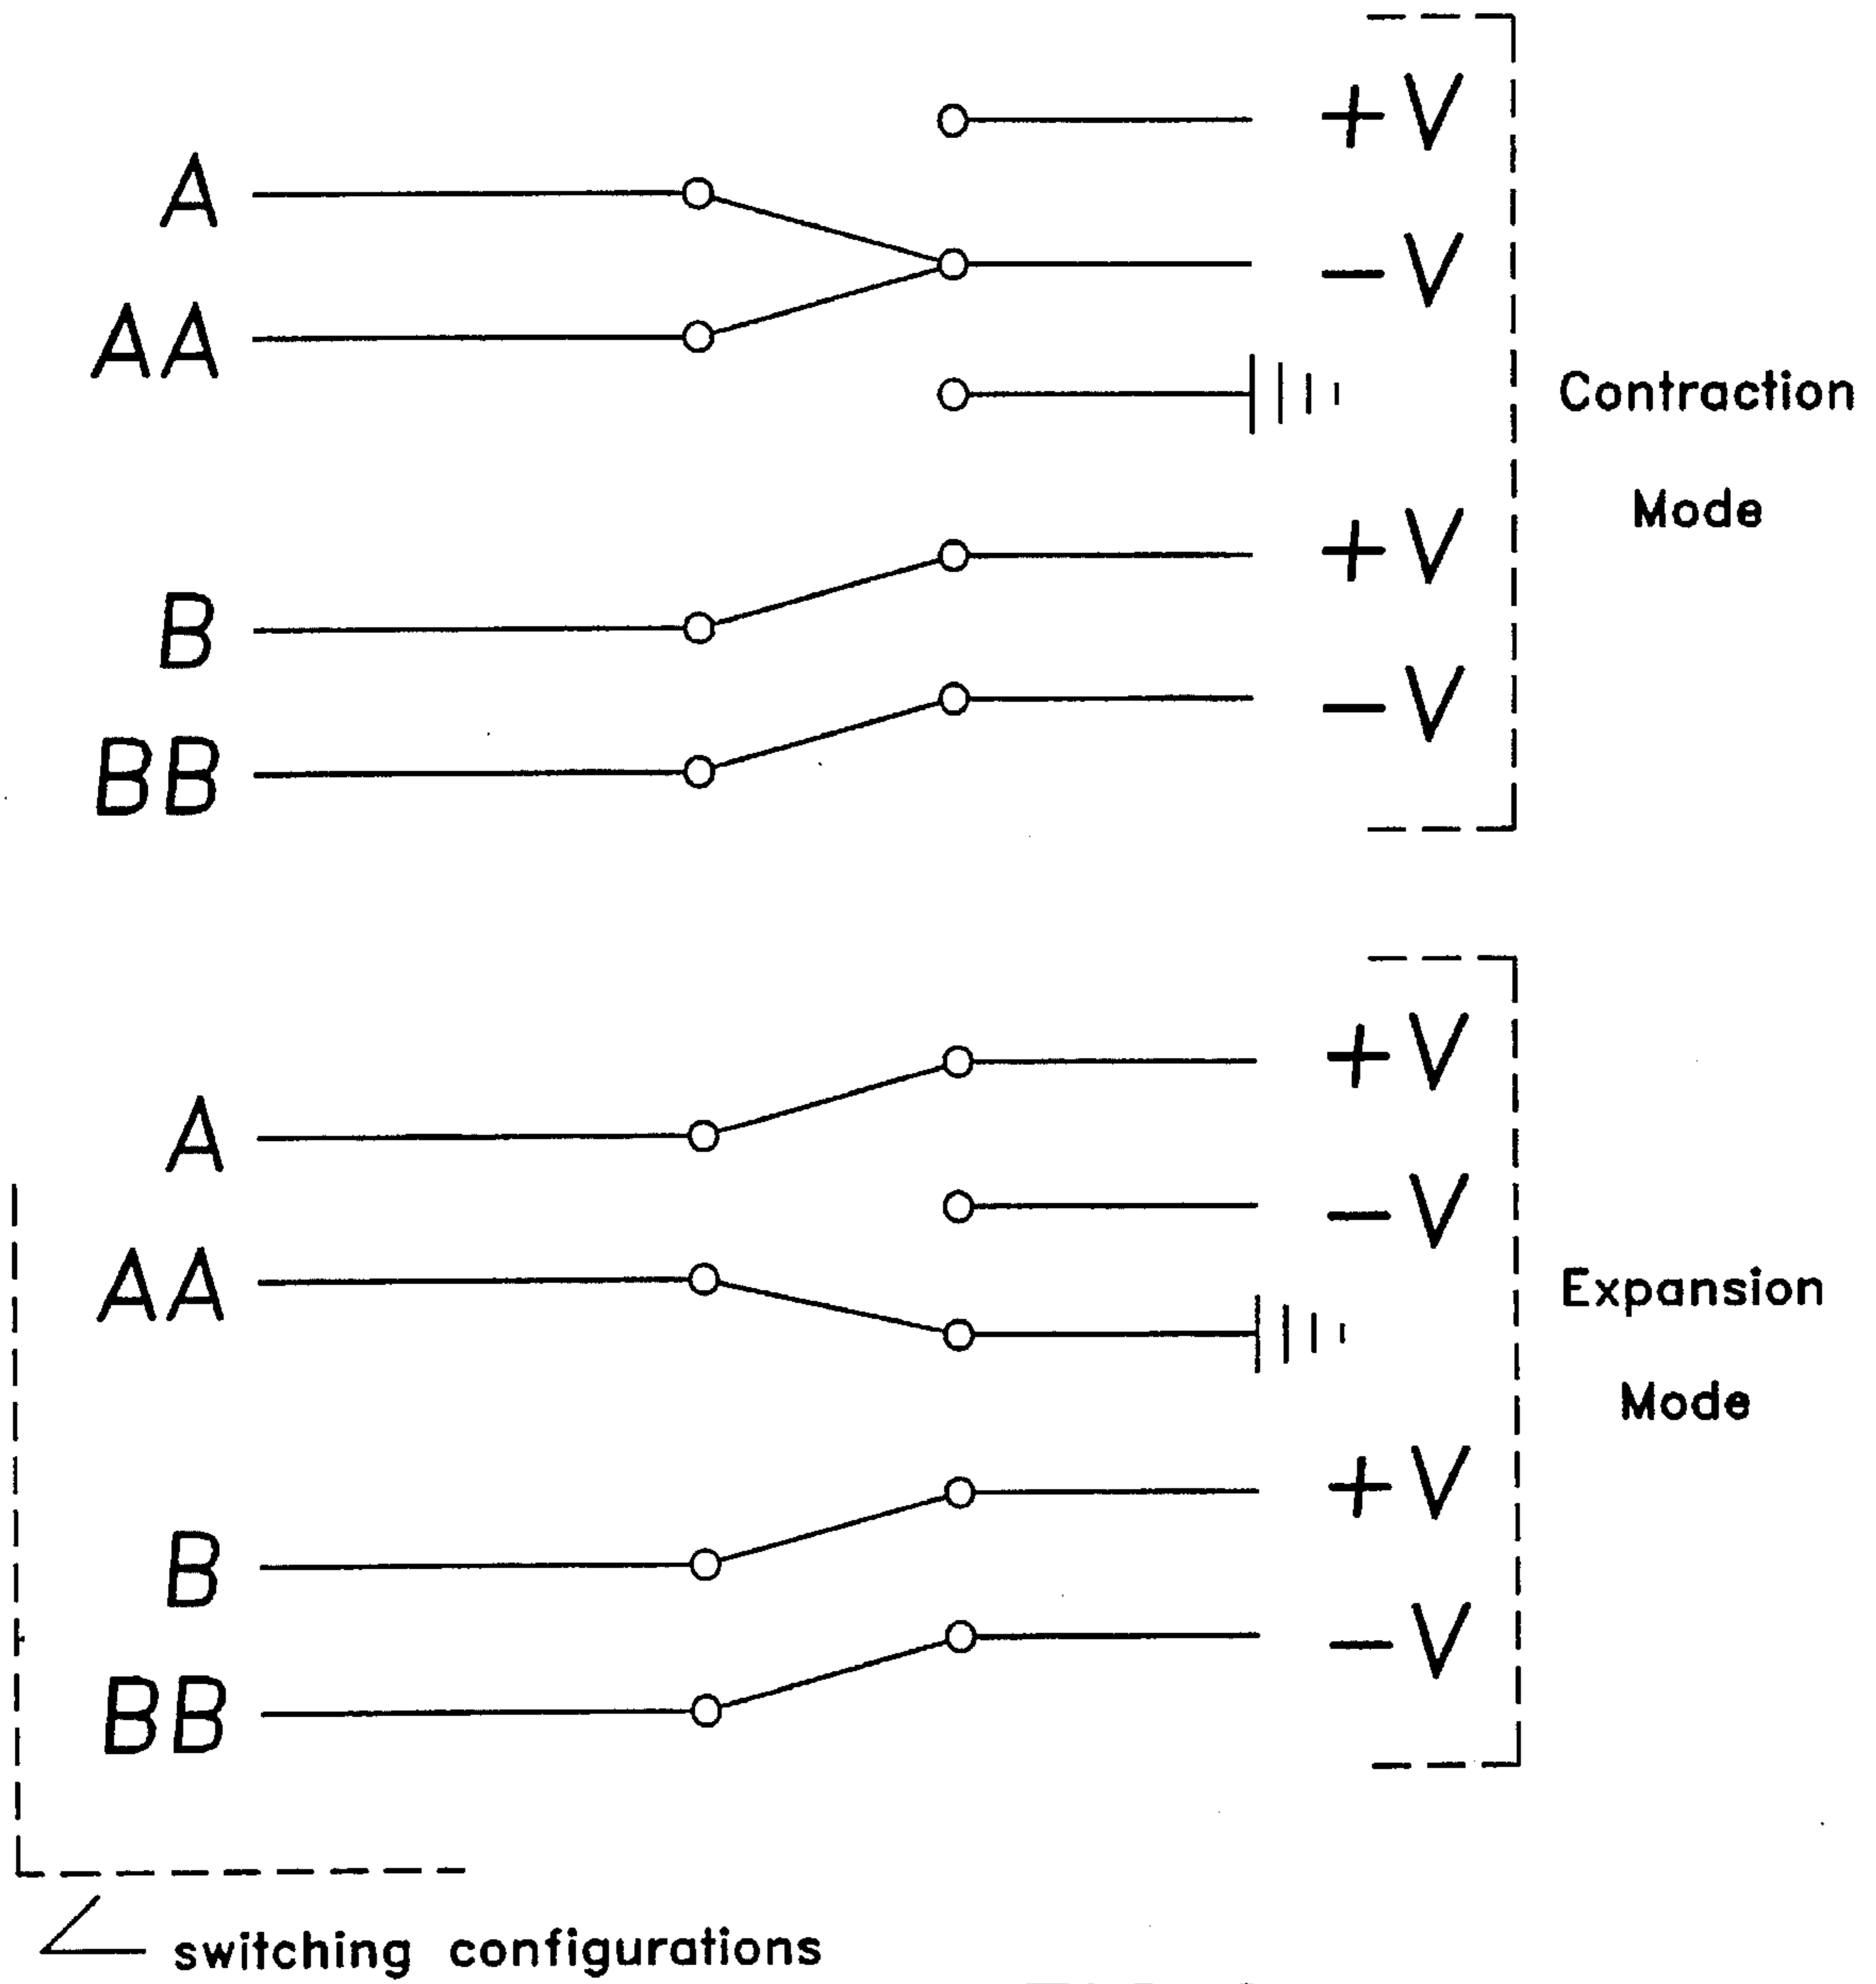 +V
A
-V
AA
Contraction
Mode
+V
B
-V
BB
+V
A
-V
AA
Expansion
Mode
+V
B
-V
BB
switching configurations